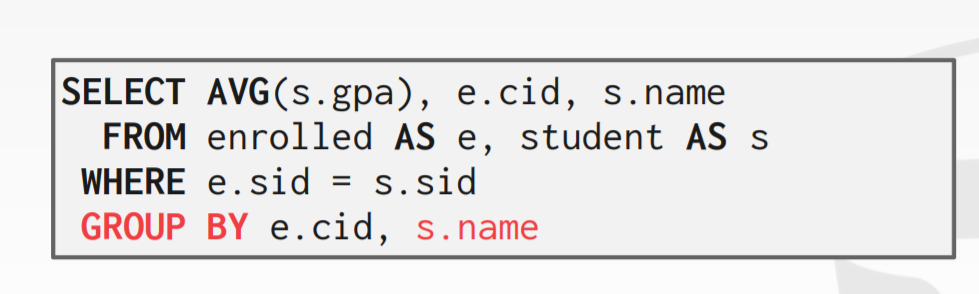 SELECT AVG(s.gpa), e.cid, s.name
FROM enrolled AS e, student AS s
WHERE e.sid = s.sid
GROUP BY e.cid, s.name